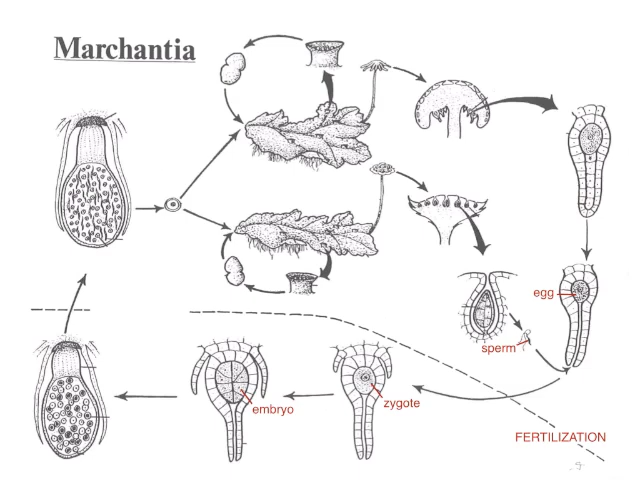 Marchantia
egg
sperm
embryo
zygote
FERTILIZATION